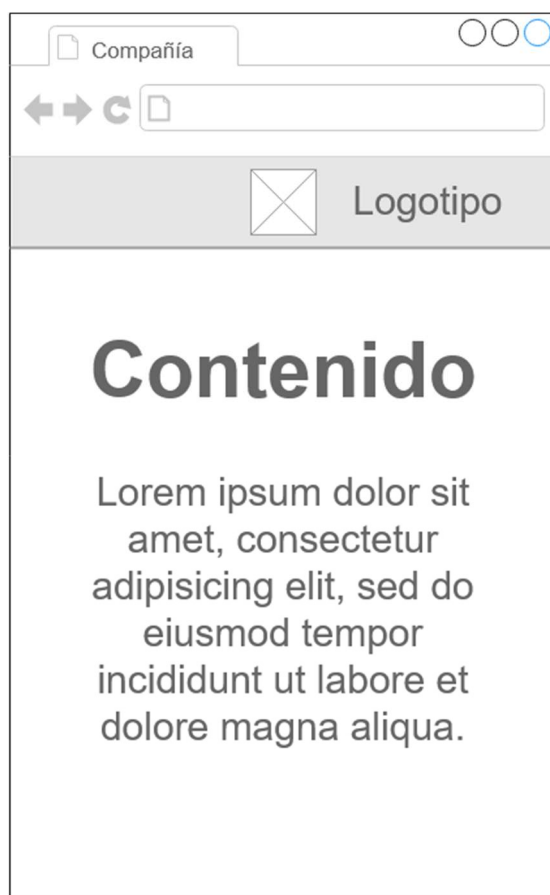 Compañía
Logotipo
Contenido
Lorem ipsum dolor sit
amet, consectetur
adipisicing elit, sed do
eiusmod tempor
incididunt ut labore et
dolore magna aliqua.